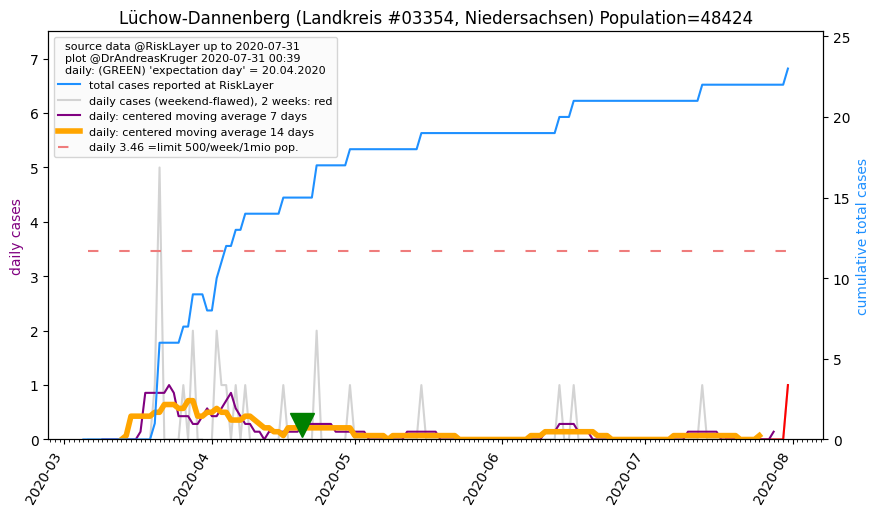 Lüchow-Dannenberg (Landkreis #03354, Niedersachsen) Population=48424
source data @RiskLayer up to 2020-07-31
plot @DrAndreasKruger 2020-07-31 00:39
daily: (GREEN) 'expectation day' = 20.04.2020
total cases reported at RiskLayer
daily cases (weekend-flawed), 2 weeks: red
daily: centered moving average 7 days
daily: centered moving average 14 days
daily 3.46 =limit 500/week/1mio pop.
daily cases
7
6
5
4
3
2
1
0
cumulative total cases
25
20
15
10
5
0
2020-03
2020-04
2020-05
2020-06
2020-07
2020-08